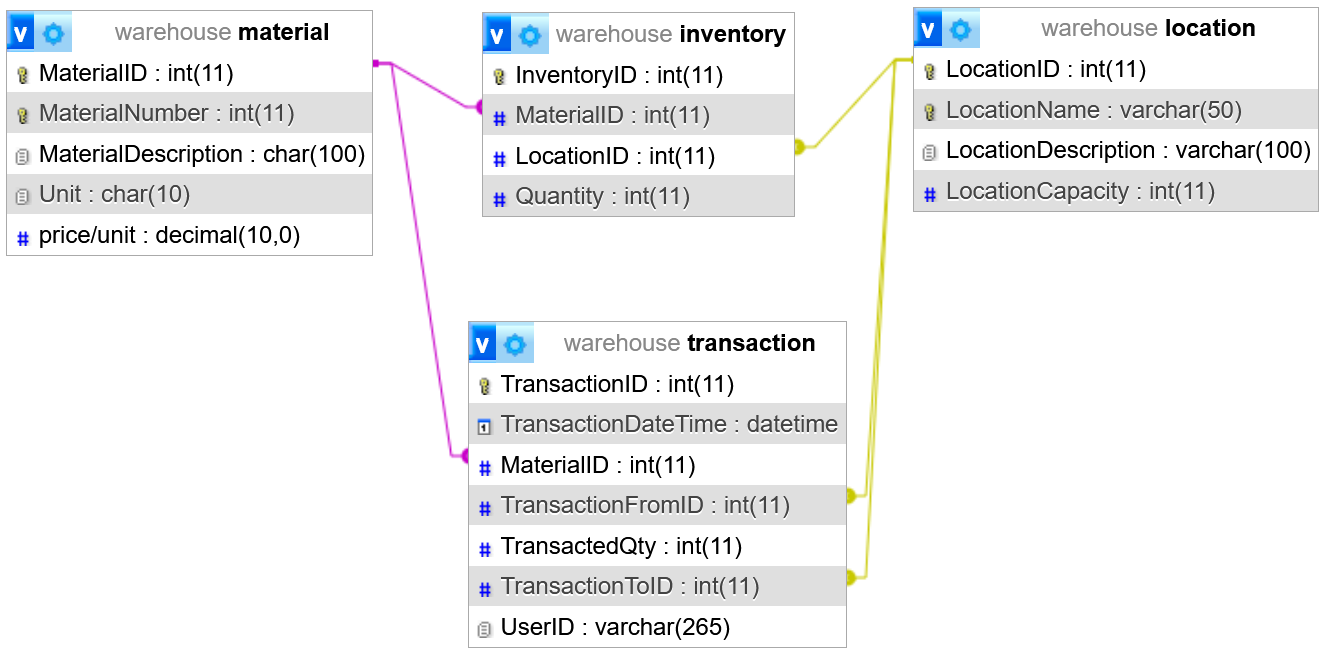 v warehouse material
MaterialID : int(11)
MaterialNumber : int(11)
MaterialDescription : char(100)
Unit : char(10)
# price/unit : decimal(10,0)
v warehouse inventory
InventoryID : int(11)
# MaterialID : int(11)
# LocationID : int(11)
# Quantity : int(11)
v warehouse location
LocationID : int(11)
LocationName : varchar(50)
LocationDescription : varchar(100)
# LocationCapacity : int(11)
v warehouse transaction
TransactionID : int(11)
1 TransactionDateTime : datetime
# MaterialID : int(11)
# TransactionFromID : int(11)
# TransactedQty : int(11)
# TransactionToID : int(11)
UserID : varchar(265)